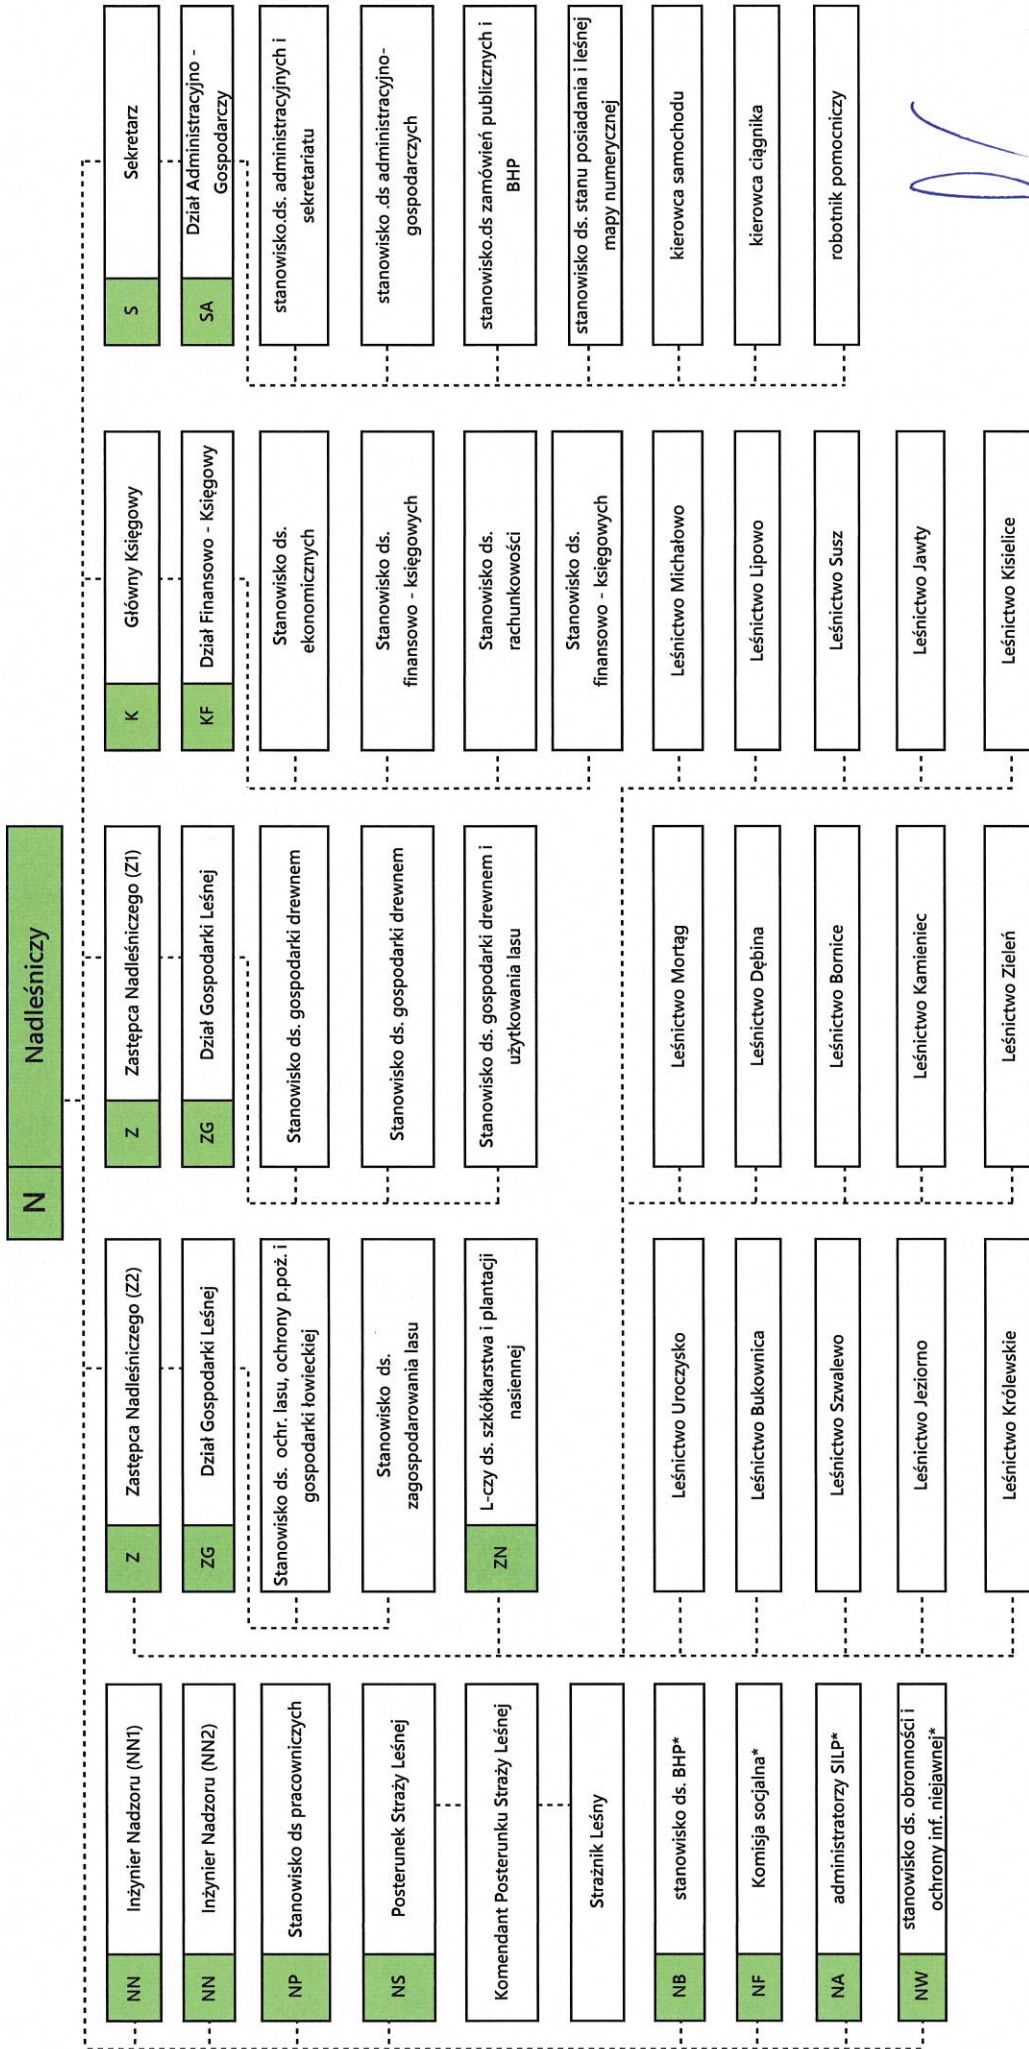 N
Nadleśniczy
NN
Inżynier Nadzoru (NN1)
NN
Inżynier Nadzoru (NN2)
NP
Stanowisko ds pracowniczych
NS
Posterunek Straży Leśnej
Komendant Posterunku Straży Leśnej
Strażnik Leśny
NB
stanowisko ds. BHP*
NF
Komisja socjalna*
NA
administratorzy SILP*
NW
stanowisko ds. obronności i
ochrony inf. niejawnej*
Z
Zastępca Nadleśniczego (Z2)
ZG
Dział Gospodarki Leśnej
Stanowisko ds. ochr. lasu, ochrony p.poż. i
gospodarki łowieckiej
Stanowisko ds.
zagospodarowania lasu
ZN
L-czy ds. szkółkarstwa i plantacji
nasiennej
Leśnictwo Uroczysko
Leśnictwo Bukownica
Leśnictwo Szwalewo
Leśnictwo Jeziorno
Leśnictwo Królewskie
Z
Zastępca Nadleśniczego (Z1)
ZG
Dział Gospodarki Leśnej
Stanowisko ds. gospodarki drewnem
Stanowisko ds. gospodarki drewnem
Stanowisko ds. gospodarki drewnem i
użytkowania lasu
Leśnictwo Mortąg
Leśnictwo Dębina
Leśnictwo Bornice
Leśnictwo Kamieniec
Leśnictwo Zieleń
K
Główny Księgowy
KF
Dział Finansowo - Księgowy
Stanowisko ds.
ekonomicznych
Stanowisko ds.
finansowo - księgowych
Stanowisko ds.
rachunkowości
Stanowisko ds.
finansowo - księgowych
Leśnictwo Michałowo
Leśnictwo Lipowo
Leśnictwo Susz
Leśnictwo Jawty
Leśnictwo Kisielice
S
Sekretarz
SA
Dział Administracyjno -
Gospodarczy
stanowisko.ds. administracyjnych i
sekretariatu
stanowisko .ds administracyjno-
gospodarczych
stanowisko.ds zamówień publicznych i
BHP
stanowisko ds. stanu posiadania i leśnej
mapy numerycznej
kierowca samochodu
kierowca ciągnika
robotnik pomocniczy